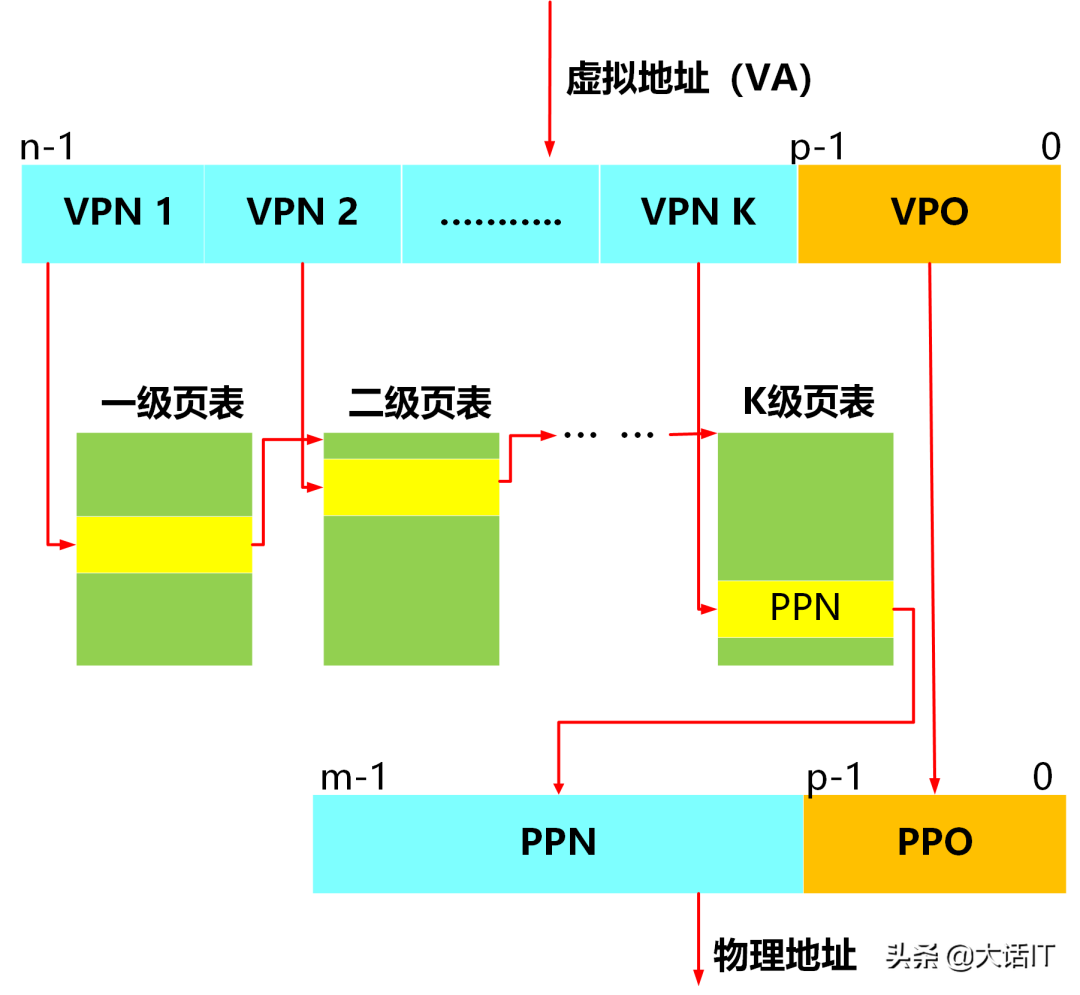 虚拟地址（VA）
n-1
p-1
0
VPN 1
VPN 2
...........
VPN K
VPO
一级页表
二级页表
K级页表
... ...
PPN
m-1
p-1
0
PPN
PPO
物理地址
头条 @大话IT